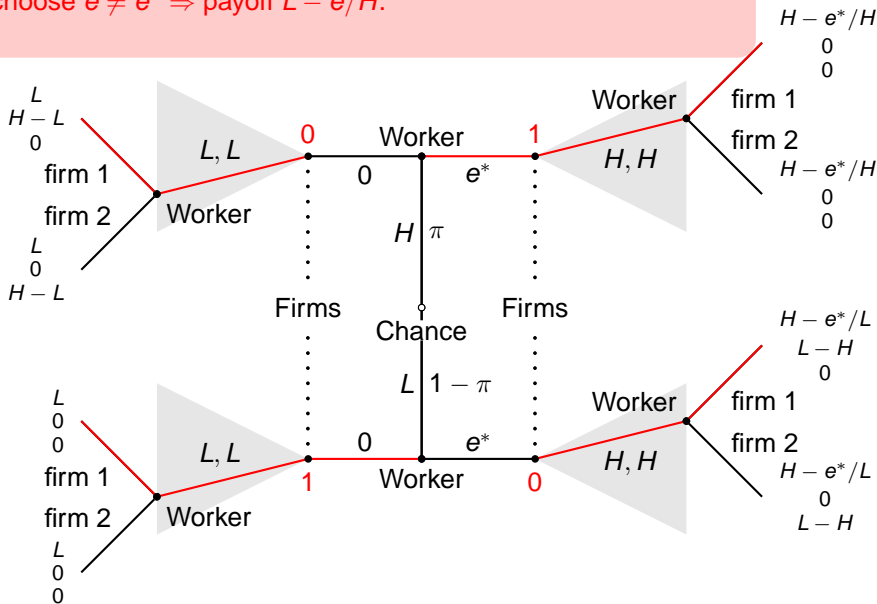 choose e ≠ e* ⇒ payoff L − e/H.
H − e*/H
0
0
L
H − L
0
firm 1
firm 2
L
0
H − L
L, L
Worker
0
Worker
1
0
e*
H π
Worker
H, H
firm 1
firm 2
H − e*/H
0
0
Firms
Chance
Firms
L 1 − π
L
0
0
firm 1
firm 2
L
0
0
L, L
Worker
1
0
Worker
e*
0
Worker
H, H
H − e*/L
L − H
0
firm 1
firm 2
H − e*/L
0
L − H